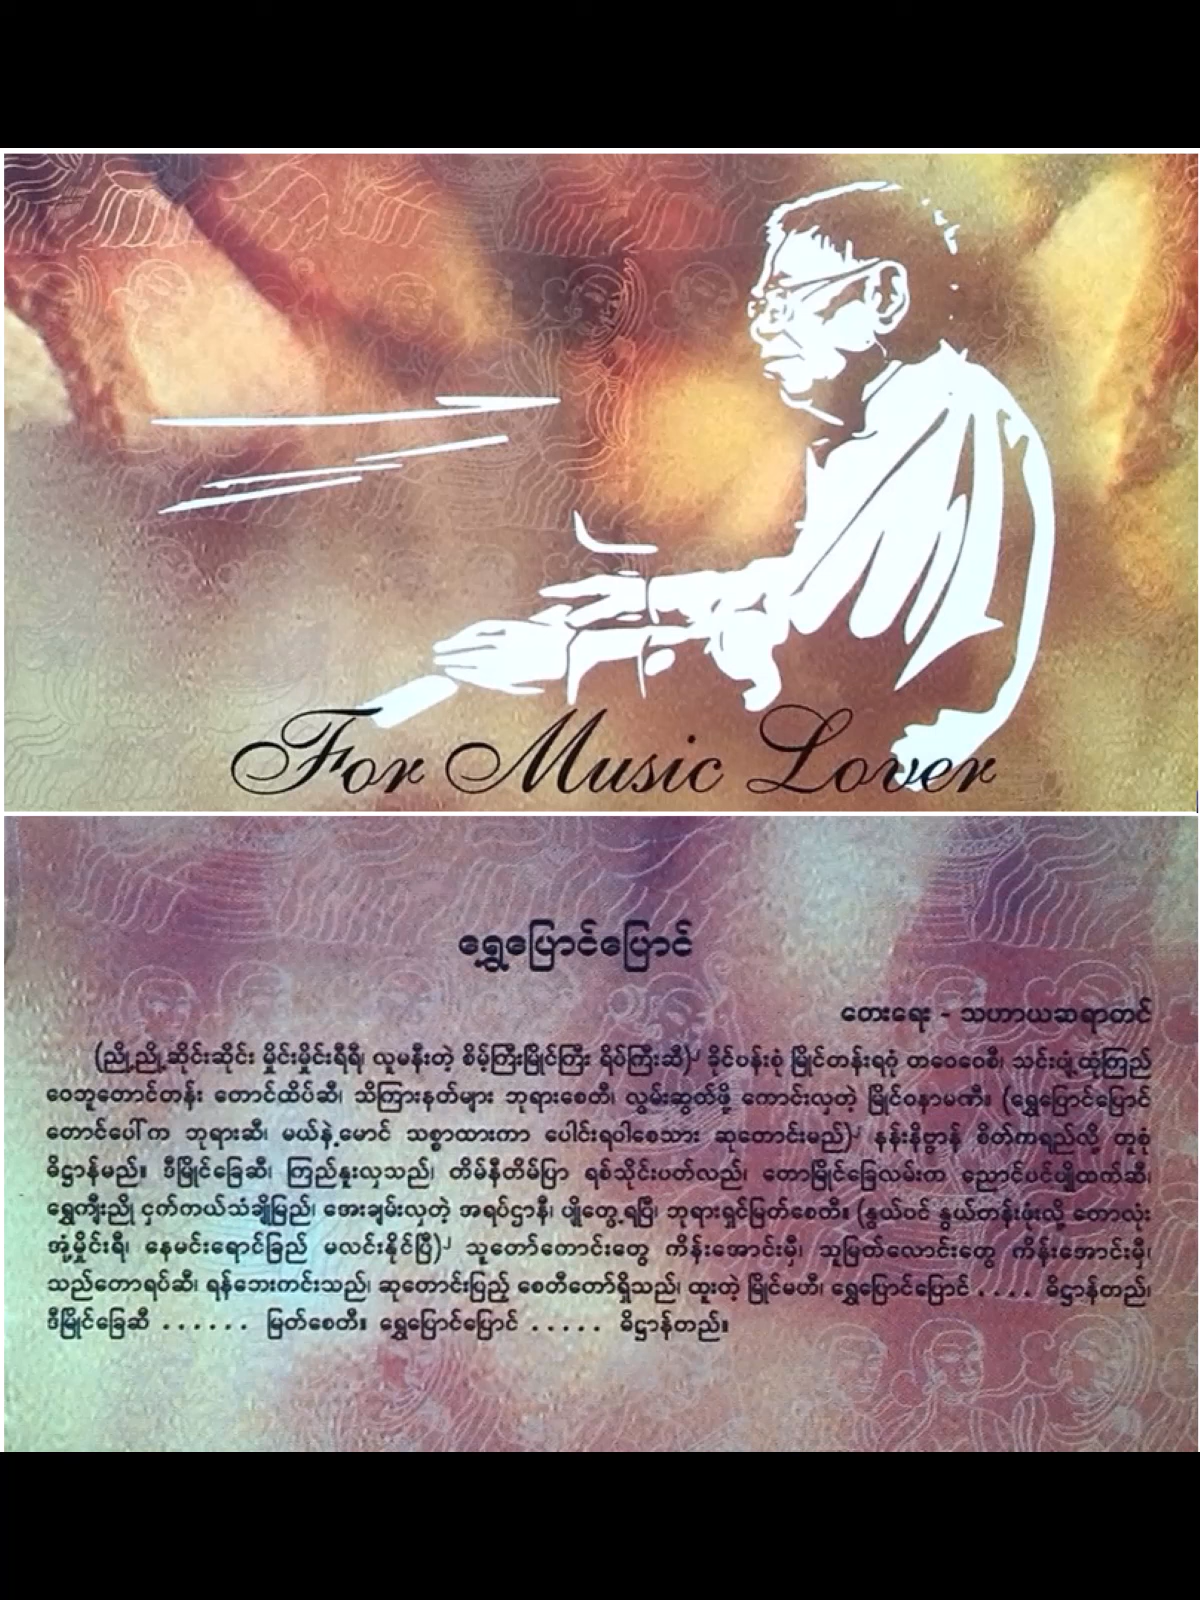 For Music Lover
ရွှေပြောင်ပြောင်
တေးရေး - သဟာယဆရာတင်
(ညို့ညို့ဆိုင်းဆိုင်း မှိုင်းမှိုင်းရီရီ လူမနီးတဲ့ စိမ့်ကြီးမြိုင်ကြီး ရိပ်ကြီးဆီ)၂ ခိုင်ပန်းစုံ မြိုင်တန်းရဝုံ တဝေဝေစီ၊ သင်းပျံ့ထုံကြည်
ဝေဘူတောင်တန်း တောင်ထိပ်ဆီ၊ သိကြားနတ်များ ဘုရားစေတီ၊ လွမ်းဆွတ်ဖို့ ကောင်းလှတဲ့ မြိုင်ဝနာမဏီ။ (ရွှေပြောင်ပြောင်
တောင်ပေါ်က ဘုရားဆီ၊ မယ်နဲ့မောင် သစ္စာထားကာ ပေါင်းရပါစေသား ဆုတောင်းမည်)၂ နန်းနိဗ္ဗာန် စိတ်ကရည်လို့ တူစုံ
ဓိဋ္ဌာန်မည်။ ဒီမြိုင်ခြေဆီ၊ ကြည်နူးလှသည်၊ တိမ်နီတိမ်ပြာ ရစ်သိုင်းပတ်လည်၊ တောမြိုင်ခြေလမ်းက ညောင်ပင်ပျိုထက်ဆီ၊
ရွှေကျီးညို ငှက်ကယ်သံချိုမြည်၊ အေးချမ်းလှတဲ့ အရပ်ဌာနီ၊ ပျို့တွေ့ရပြီ၊ ဘုရားရှင်မြတ်စေတီ။ (နွယ်ပင် နွယ်တန်းဖုံးလို့ တောလုံး
အုံ့မှိုင်းရီ၊ နေမင်းရောင်ခြည် မလင်းနိုင်ပြီ)၂ သူတော်ကောင်းတွေ ကိန်းအောင်းမှီ၊ သူမြတ်လောင်းတွေ ကိန်းအောင်းမှီ၊
သည်တောရပ်ဆီ၊ ရန်ဘေးကင်းသည်၊ ဆုတောင်းပြည့် စေတီတော်ရှိသည်၊ ထူးတဲ့ မြိုင်မဟီ၊ ရွှေပြောင်ပြောင် .... ဓိဋ္ဌာန်တည်၊
ဒီမြိုင်ခြေဆီ ...... မြတ်စေတီ။ ရွှေပြောင်ပြောင် ..... ဓိဋ္ဌာန်တည်။